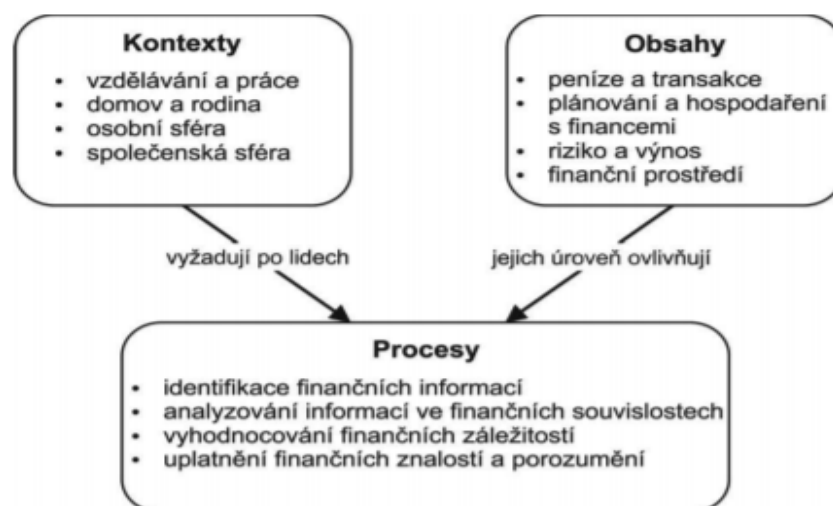 Kontexty
• vzdělávání a práce
• domov a rodina
• osobní sféra
• společenská sféra
Obsahy
• peníze a transakce
• plánování a hospodaření
s financemi
• riziko a výnos
• finanční prostředí
vyžadují po lidech
jejich úroveň ovlivňují
Procesy
• identifikace finančních informací
• analyzování informací ve finančních souvislostech
• vyhodnocování finančních záležitostí
• uplatnění finančních znalostí a porozumění